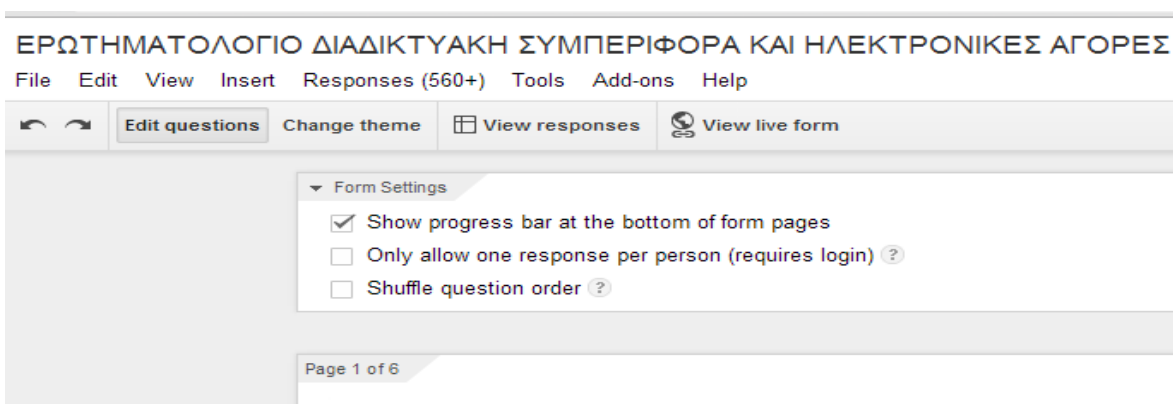 ΕΡΩΤΗΜΑΤΟΛΟΓΙΟ ΔΙΑΔΙΚΤΥΑΚΗ ΣΥΜΠΕΡΙΦΟΡΑ ΚΑΙ ΗΛΕΚΤΡΟΝΙΚΕΣ ΑΓΟΡΕΣ
File Edit View Insert Responses (560+) Tools Add-ons Help
Edit questions Change theme View responses View live form
Form Settings
Show progress bar at the bottom of form pages
Only allow one response per person (requires login) ?
Shuffle question order ?
Page 1 of 6